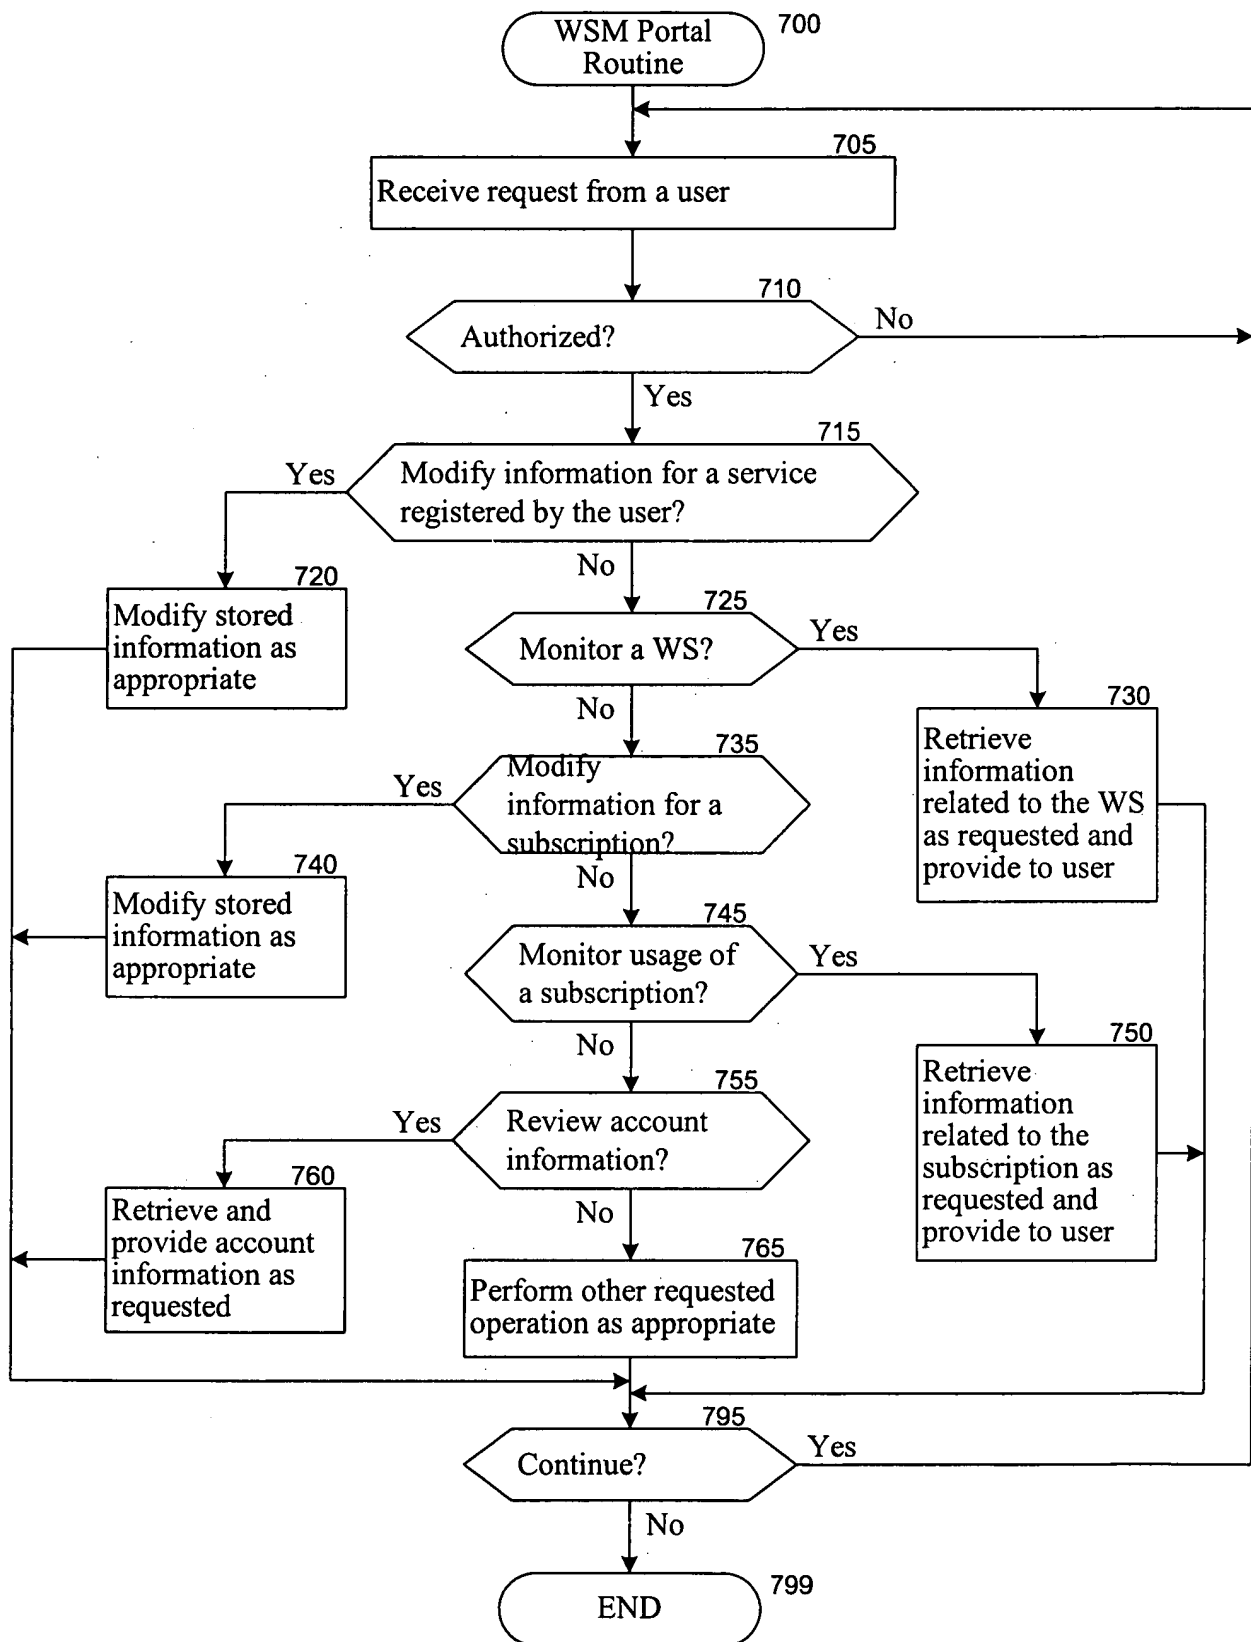 WSM Portal
Routine
700
705
Receive request from a user
710
Authorized?
No
Yes
715
Yes
Modify information for a service
registered by the user?
No
720
Modify stored
information as
appropriate
725
Monitor a WS?
Yes
No
730
Retrieve
information
related to the WS
as requested and
provide to user
735
Yes
Modify
information for a
subscription?
No
740
Modify stored
information as
appropriate
745
Monitor usage of
a subscription?
Yes
No
750
Retrieve
information
related to the
subscription as
requested and
provide to user
755
Yes
Review account
information?
No
760
Retrieve and
provide account
information as
requested
765
Perform other requested
operation as appropriate
795
Continue?
Yes
No
799
END